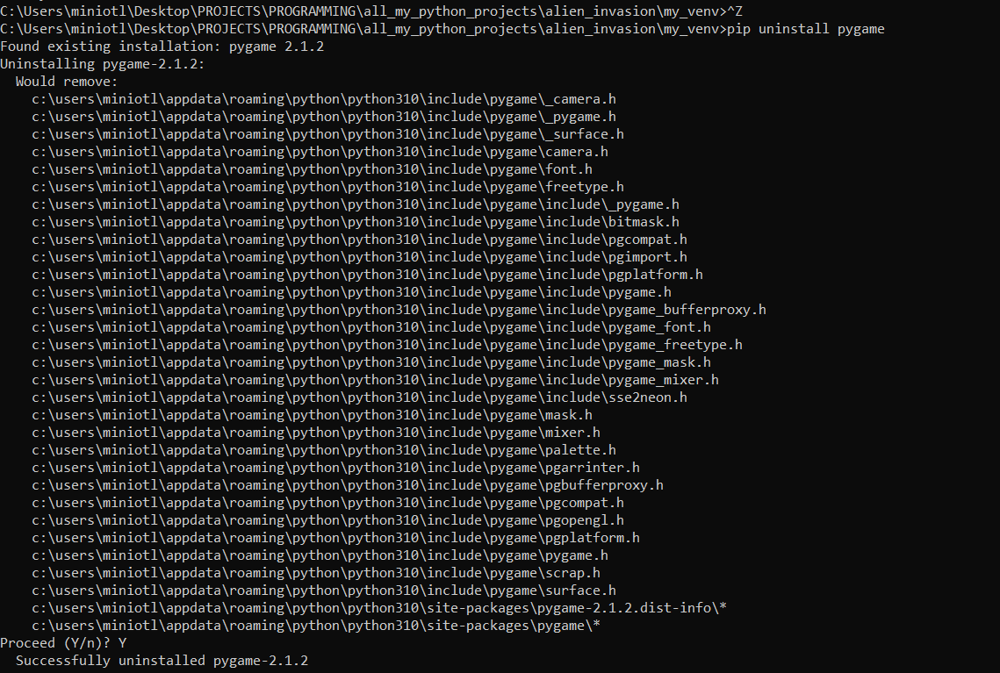 C:\Users\miniotl\Desktop\PROJECTS\PROGRAMMING\all_my_python_projects\alien_invasion\my_venv>^Z
C:\Users\miniotl\Desktop\PROJECTS\PROGRAMMING\all_my_python_projects\alien_invasion\my_venv>pip uninstall pygame
Found existing installation: pygame 2.1.2
Uninstalling pygame-2.1.2:
  Would remove:
    c:\users\miniotl\appdata\roaming\python\python310\include\pygame\_camera.h
    c:\users\miniotl\appdata\roaming\python\python310\include\pygame\_pygame.h
    c:\users\miniotl\appdata\roaming\python\python310\include\pygame\_surface.h
    c:\users\miniotl\appdata\roaming\python\python310\include\pygame\camera.h
    c:\users\miniotl\appdata\roaming\python\python310\include\pygame\font.h
    c:\users\miniotl\appdata\roaming\python\python310\include\pygame\freetype.h
    c:\users\miniotl\appdata\roaming\python\python310\include\pygame\include\_pygame.h
    c:\users\miniotl\appdata\roaming\python\python310\include\pygame\include\bitmask.h
    c:\users\miniotl\appdata\roaming\python\python310\include\pygame\include\pgcompat.h
    c:\users\miniotl\appdata\roaming\python\python310\include\pygame\include\pgimport.h
    c:\users\miniotl\appdata\roaming\python\python310\include\pygame\include\pgplatform.h
    c:\users\miniotl\appdata\roaming\python\python310\include\pygame\include\pygame.h
    c:\users\miniotl\appdata\roaming\python\python310\include\pygame\include\pygame_bufferproxy.h
    c:\users\miniotl\appdata\roaming\python\python310\include\pygame\include\pygame_font.h
    c:\users\miniotl\appdata\roaming\python\python310\include\pygame\include\pygame_freetype.h
    c:\users\miniotl\appdata\roaming\python\python310\include\pygame\include\pygame_mask.h
    c:\users\miniotl\appdata\roaming\python\python310\include\pygame\include\pygame_mixer.h
    c:\users\miniotl\appdata\roaming\python\python310\include\pygame\include\sse2neon.h
    c:\users\miniotl\appdata\roaming\python\python310\include\pygame\mask.h
    c:\users\miniotl\appdata\roaming\python\python310\include\pygame\mixer.h
    c:\users\miniotl\appdata\roaming\python\python310\include\pygame\palette.h
    c:\users\miniotl\appdata\roaming\python\python310\include\pygame\pgarrinter.h
    c:\users\miniotl\appdata\roaming\python\python310\include\pygame\pgbufferproxy.h
    c:\users\miniotl\appdata\roaming\python\python310\include\pygame\pgcompat.h
    c:\users\miniotl\appdata\roaming\python\python310\include\pygame\pgopengl.h
    c:\users\miniotl\appdata\roaming\python\python310\include\pygame\pgplatform.h
    c:\users\miniotl\appdata\roaming\python\python310\include\pygame\pygame.h
    c:\users\miniotl\appdata\roaming\python\python310\include\pygame\scrap.h
    c:\users\miniotl\appdata\roaming\python\python310\include\pygame\surface.h
    c:\users\miniotl\appdata\roaming\python\python310\site-packages\pygame-2.1.2.dist-info\*
    c:\users\miniotl\appdata\roaming\python\python310\site-packages\pygame\*
Proceed (Y/n)? Y
  Successfully uninstalled pygame-2.1.2